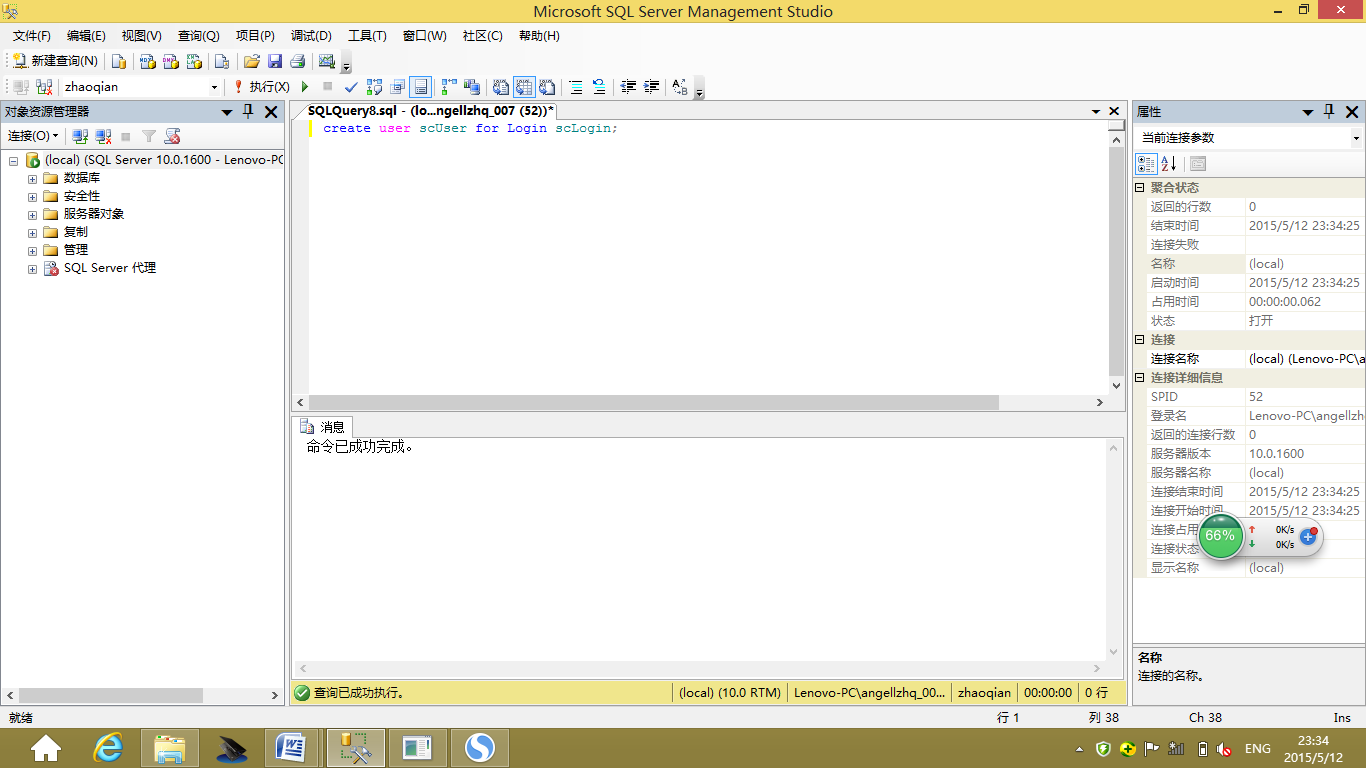 Microsoft SQL Server Management Studio
文件(F) 编辑(E) 视图(V) 查询(Q) 项目(P) 调试(D) 工具(T) 窗口(W) 社区(C) 帮助(H)
新建查询(N)
zhaoqian 执行(X)
对象资源管理器
连接(O)
(local) (SQL Server 10.0.1600 - Lenovo-PC
数据库
安全性
服务器对象
复制
管理
SQL Server 代理
SQLQuery8.sql - (lo...ngellzhq_007 (52))*
create user scUser for Login scLogin;
消息
命令已成功完成。
查询已成功执行。 (local) (10.0 RTM) Lenovo-PC\angellzhq_00... zhaoqian 00:00:00 0 行
属性
当前连接参数
聚合状态
返回的行数 0
结束时间 2015/5/12 23:34:25
连接失败
名称 (local)
启动时间 2015/5/12 23:34:25
占用时间 00:00:00.062
状态 打开
连接
连接名称 (local) (Lenovo-PC\a
连接详细信息
SPID 52
登录名 Lenovo-PC\angellzh
返回的连接行数 0
服务器版本 10.0.1600
服务器名称 (local)
连接结束时间 2015/5/12 23:34:25
连接开始时间 2015/5/12 23:34:25
连接占用
连接状态
显示名称 (local)
66% 0K/s
0K/s
名称
连接的名称。
就绪 行 1 列 38 Ch 38 Ins
ENG 23:34
2015/5/12